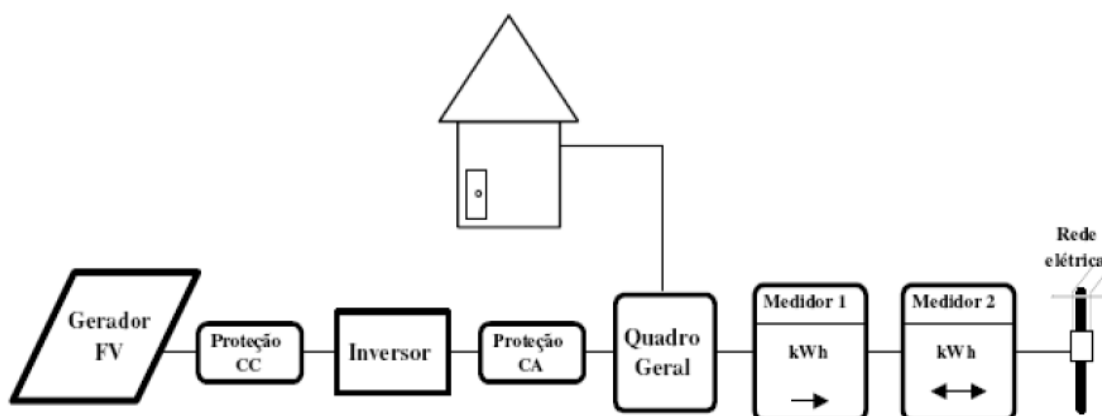 Rede
elétrica
Gerador
FV
Proteção
CC
Inversor
Proteção
CA
Quadro
Geral
Medidor 1
kWh
Medidor 2
kWh